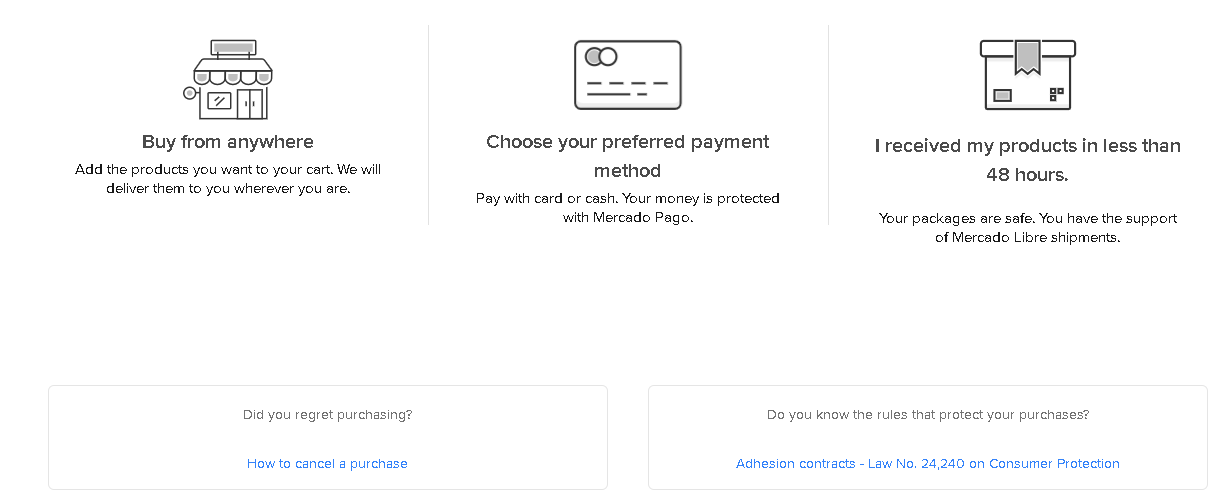 Buy from anywhere
Add the products you want to your cart. We will
deliver them to you wherever you are.
Choose your preferred payment
method
Pay with card or cash. Your money is protected
with Mercado Pago.
I received my products in less than
48 hours.
Your packages are safe. You have the support
of Mercado Libre shipments.
Did you regret purchasing?
How to cancel a purchase
Do you know the rules that protect your purchases?
Adhesion contracts - Law No. 24,240 on Consumer Protection